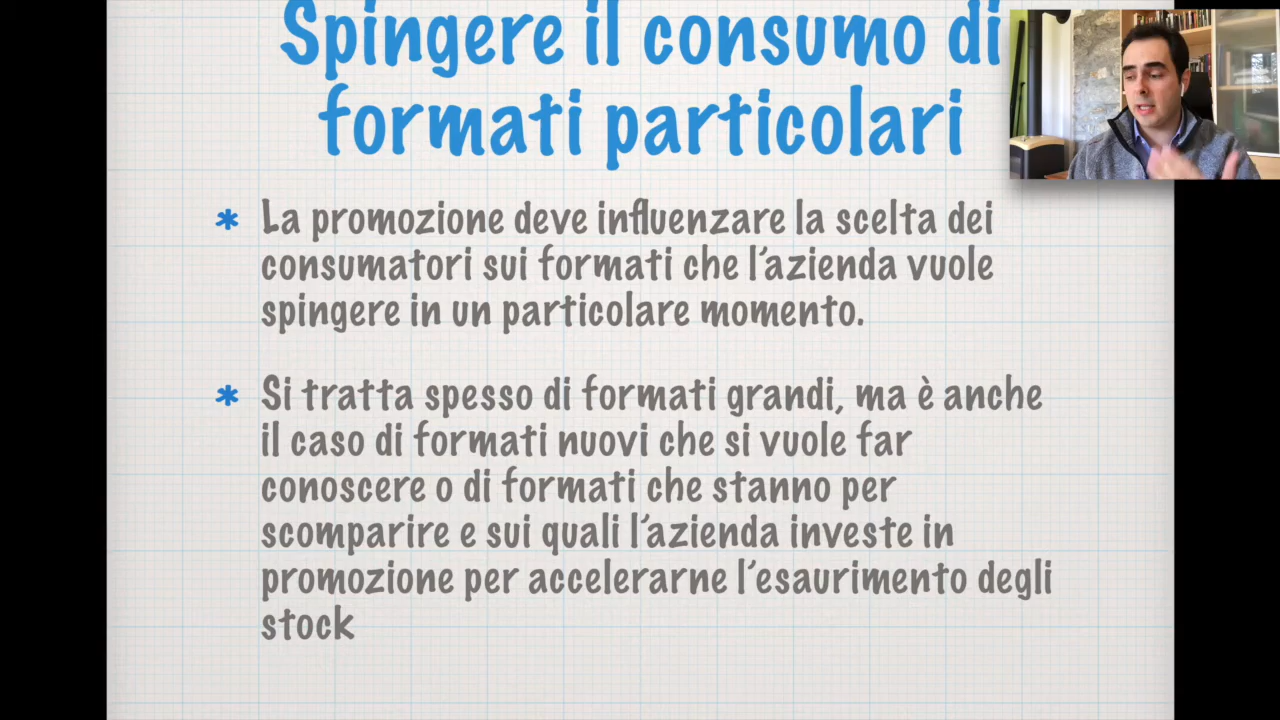 Spingere il consumo di
formati particolari
* La promozione deve influenzare la scelta dei
consumatori sui formati che l’azienda vuole
spingere in un particolare momento.
* Si tratta spesso di formati grandi, ma è anche
il caso di formati nuovi che si vuole far
conoscere o di formati che stanno per
scomparire e sui quali l’azienda investe in
promozione per accelerarne l’esaurimento degli
stock